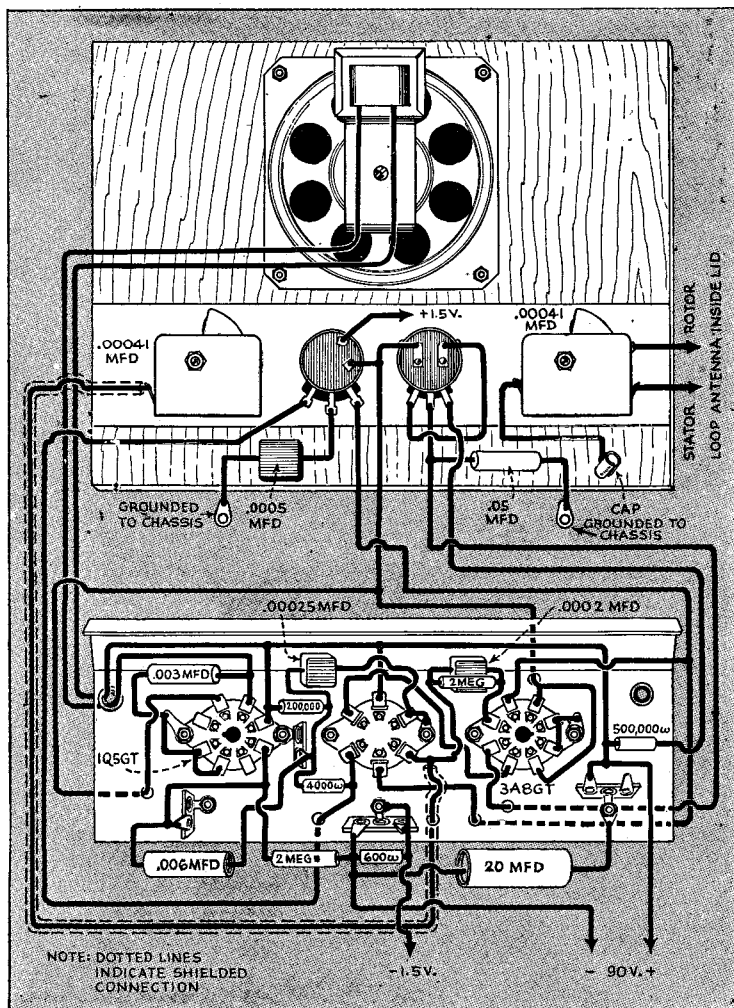 .00041
MFD
+1.5V.
.00041
MFD
ROTOR
STATOR
LOOP ANTENNA INSIDE LID
GROUNDED
TO CHASSIS
.0005
MFD
.05
MFD
CAP
GROUNDED TO
CHASSIS
.00025 MFD
.0002 MFD
.003 MFD
200,000
2 MEG
500,000ω
1Q5GT
3A8GT
4000ω
.06 MFD
2 MEG
600ω
20 MFD
NOTE: DOTTED LINES
INDICATE SHIELDED
CONNECTION
-1.5V.
- 90V. +